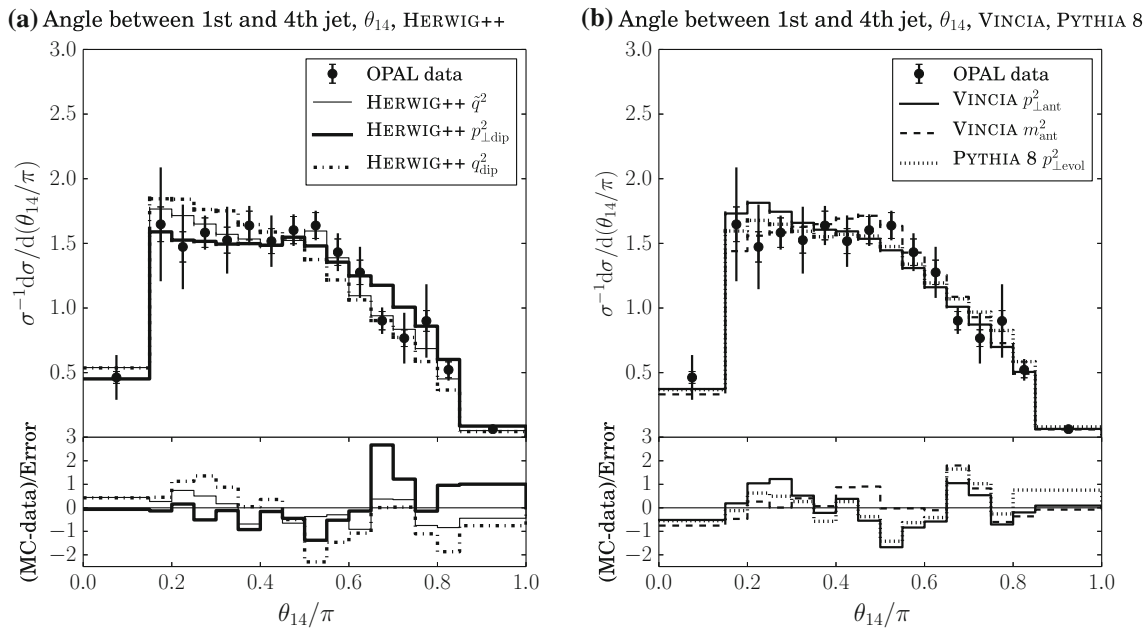 (a) Angle between 1st and 4th jet, θ₁₄, HERWIG++
3.0
2.5
2.0
1.5
1.0
0.5
σ⁻¹dσ/d(θ₁₄/π)
OPAL data
HERWIG++ q̃²
HERWIG++ p²⊥dip
HERWIG++ q²dip
3
2
1
0
−1
−2
(MC-data)/Error
0.0 0.2 0.4 0.6 0.8 1.0
θ₁₄/π
(b) Angle between 1st and 4th jet, θ₁₄, VINCIA, PYTHIA 8
3.0
2.5
2.0
1.5
1.0
0.5
σ⁻¹dσ/d(θ₁₄/π)
OPAL data
VINCIA p²⊥ant
VINCIA m²ant
PYTHIA 8 p²⊥evol
3
2
1
0
−1
−2
(MC-data)/Error
0.0 0.2 0.4 0.6 0.8 1.0
θ₁₄/π